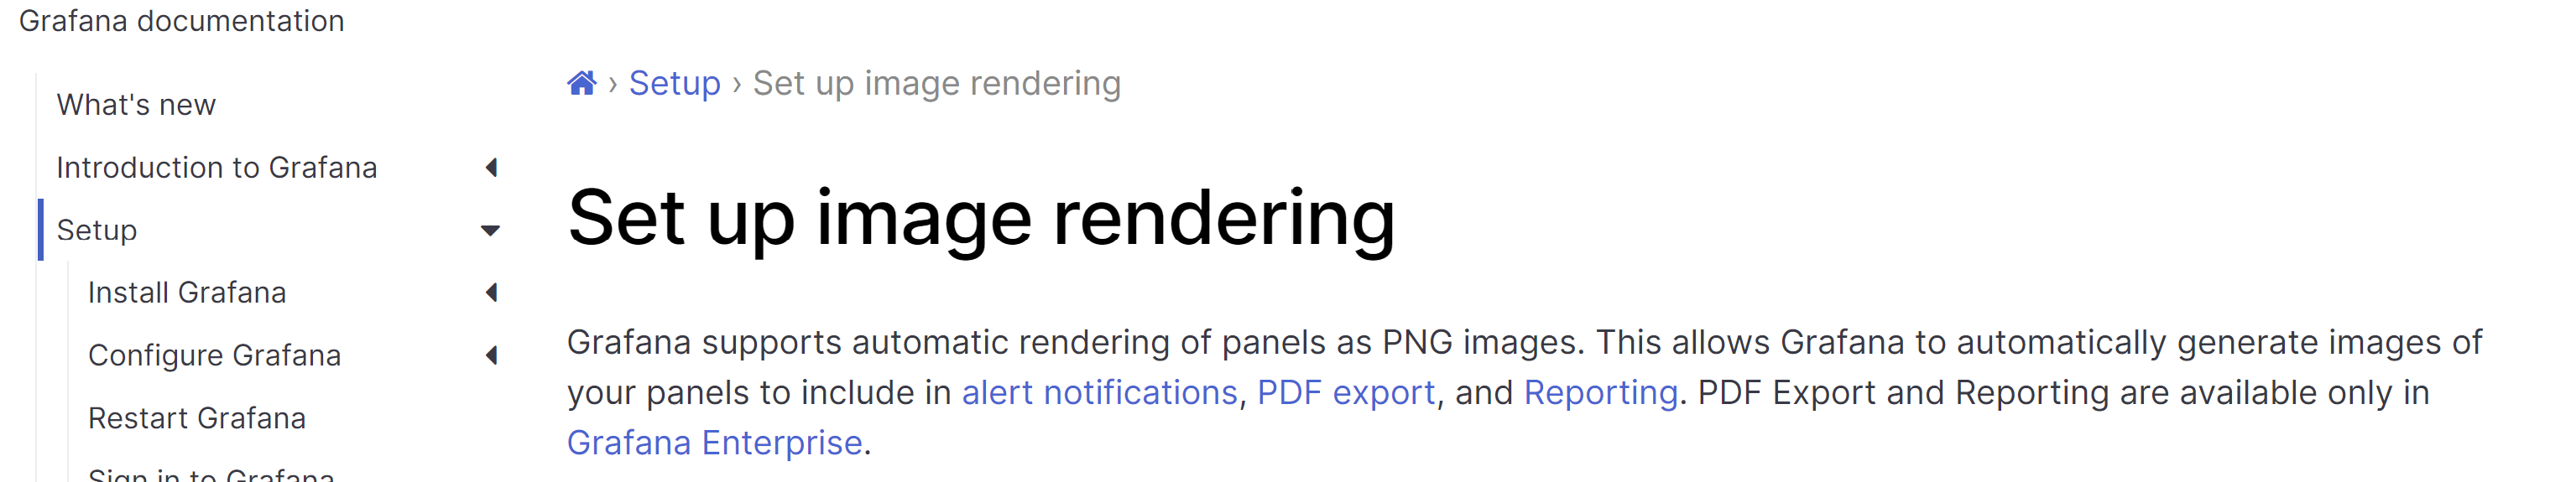 Grafana documentation
What's new
Introduction to Grafana
Setup
Install Grafana
Configure Grafana
Restart Grafana
Sign in to Grafana
› Setup › Set up image rendering
Set up image rendering
Grafana supports automatic rendering of panels as PNG images. This allows Grafana to automatically generate images of
your panels to include in alert notifications, PDF export, and Reporting. PDF Export and Reporting are available only in
Grafana Enterprise.